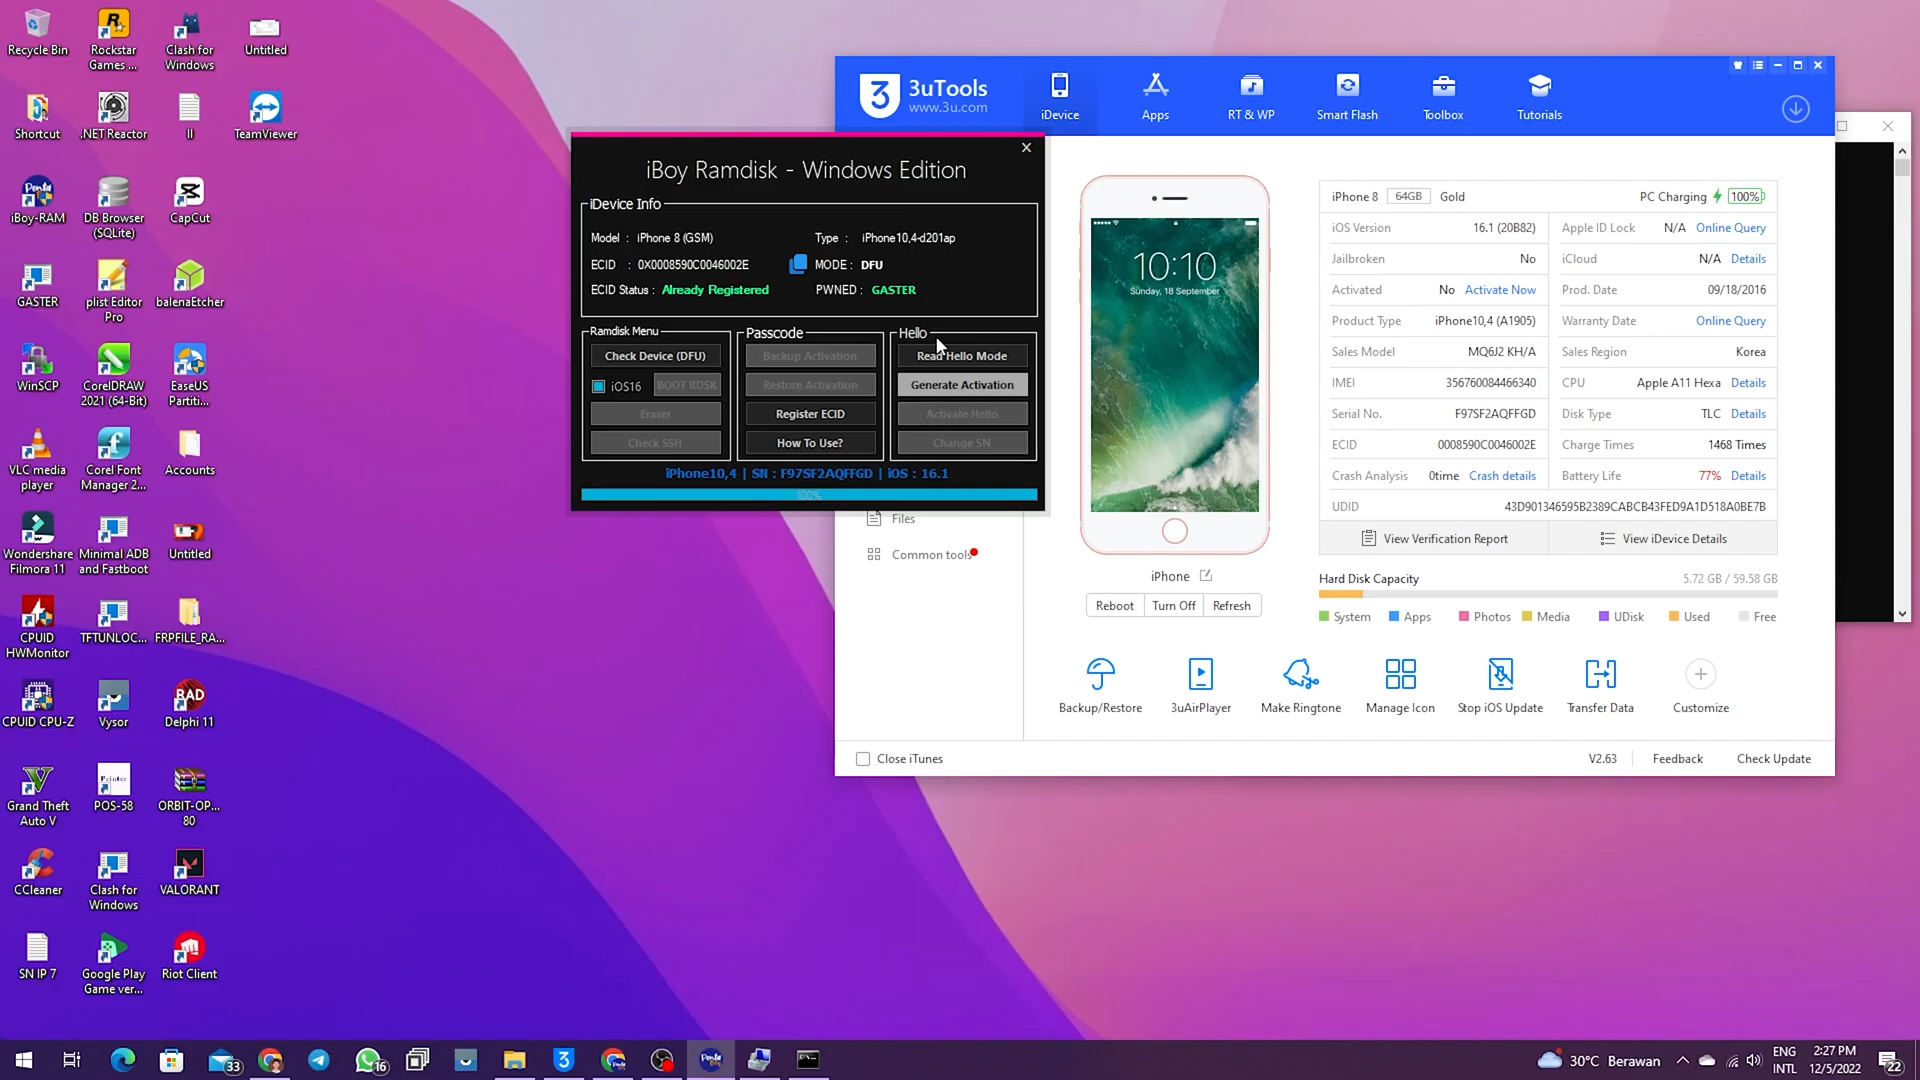 Recycle Bin
Rockstar
Games ...
Clash for
Windows
Untitled
Shortcut
.NET Reactor
II
TeamViewer
iBoy-RAM
DB Browser
(SQLite)
CapCut
GASTER
plist Editor
Pro
balenaEtcher
WinSCP
CorelDRAW
2021 (64-Bit)
EaseUS
Partiti...
VLC media
player
Corel Font
Manager 2...
Accounts
Wondershare
Filmora 11
Minimal ADB
and Fastboot
Untitled
CPUID
HWMonitor
TFTUNLOC...
FRPFILE_RA...
CPUID CPU-Z
Vysor
RAD
Delphi 11
Grand Theft
Auto V
Printer
POS-58
ORBIT-OP...
80
CCleaner
Clash for
Windows
VALORANT
SN IP 7
Google Play
Game ver...
Riot Client
iBoy Ramdisk - Windows Edition
iDevice Info
Model : iPhone 8 (GSM)
Type : iPhone10,4-d201ap
ECID : 0X0008590C0046002E
MODE : DFU
ECID Status : Already Registered
PWNED : GASTER
Ramdisk Menu
Check Device (DFU)
iOS16
BOOT RDSK
Eraser
Check SSH
Passcode
Backup Activation
Restore Activation
Register ECID
How To Use?
Hello
Read Hello Mode
Generate Activation
Activate Hello
Change SN
iPhone10,4 | SN : F97SF2AQFFGD | iOS : 16.1
100%
3
3uTools
www.3u.com
iDevice
Apps
RT & WP
Smart Flash
Toolbox
Tutorials
Files
Common tools
10:10
Sunday, 18 September
iPhone
Reboot
Turn Off
Refresh
iPhone 8 64GB Gold
PC Charging 100%
iOS Version 16.1 (20B82)
Apple ID Lock N/A Online Query
Jailbroken No
iCloud N/A Details
Activated No Activate Now
Prod. Date 09/18/2016
Product Type iPhone10,4 (A1905)
Warranty Date Online Query
Sales Model MQ6J2 KH/A
Sales Region Korea
IMEI 356760084466340
CPU Apple A11 Hexa Details
Serial No. F97SF2AQFFGD
Disk Type TLC Details
ECID 0008590C0046002E
Charge Times 1468 Times
Crash Analysis 0time Crash details
Battery Life 77% Details
UDID 43D901346595B2389CABCB43FED9A1D518A0BE7B
View Verification Report
View iDevice Details
Hard Disk Capacity 5.72 GB / 59.58 GB
System Apps Photos Media UDisk Used Free
Backup/Restore
3uAirPlayer
Make Ringtone
Manage Icon
Stop iOS Update
Transfer Data
Customize
Close iTunes
V2.63
Feedback
Check Update
33
16
3
30°C Berawan
ENG
INTL
2:27 PM
12/5/2022
22